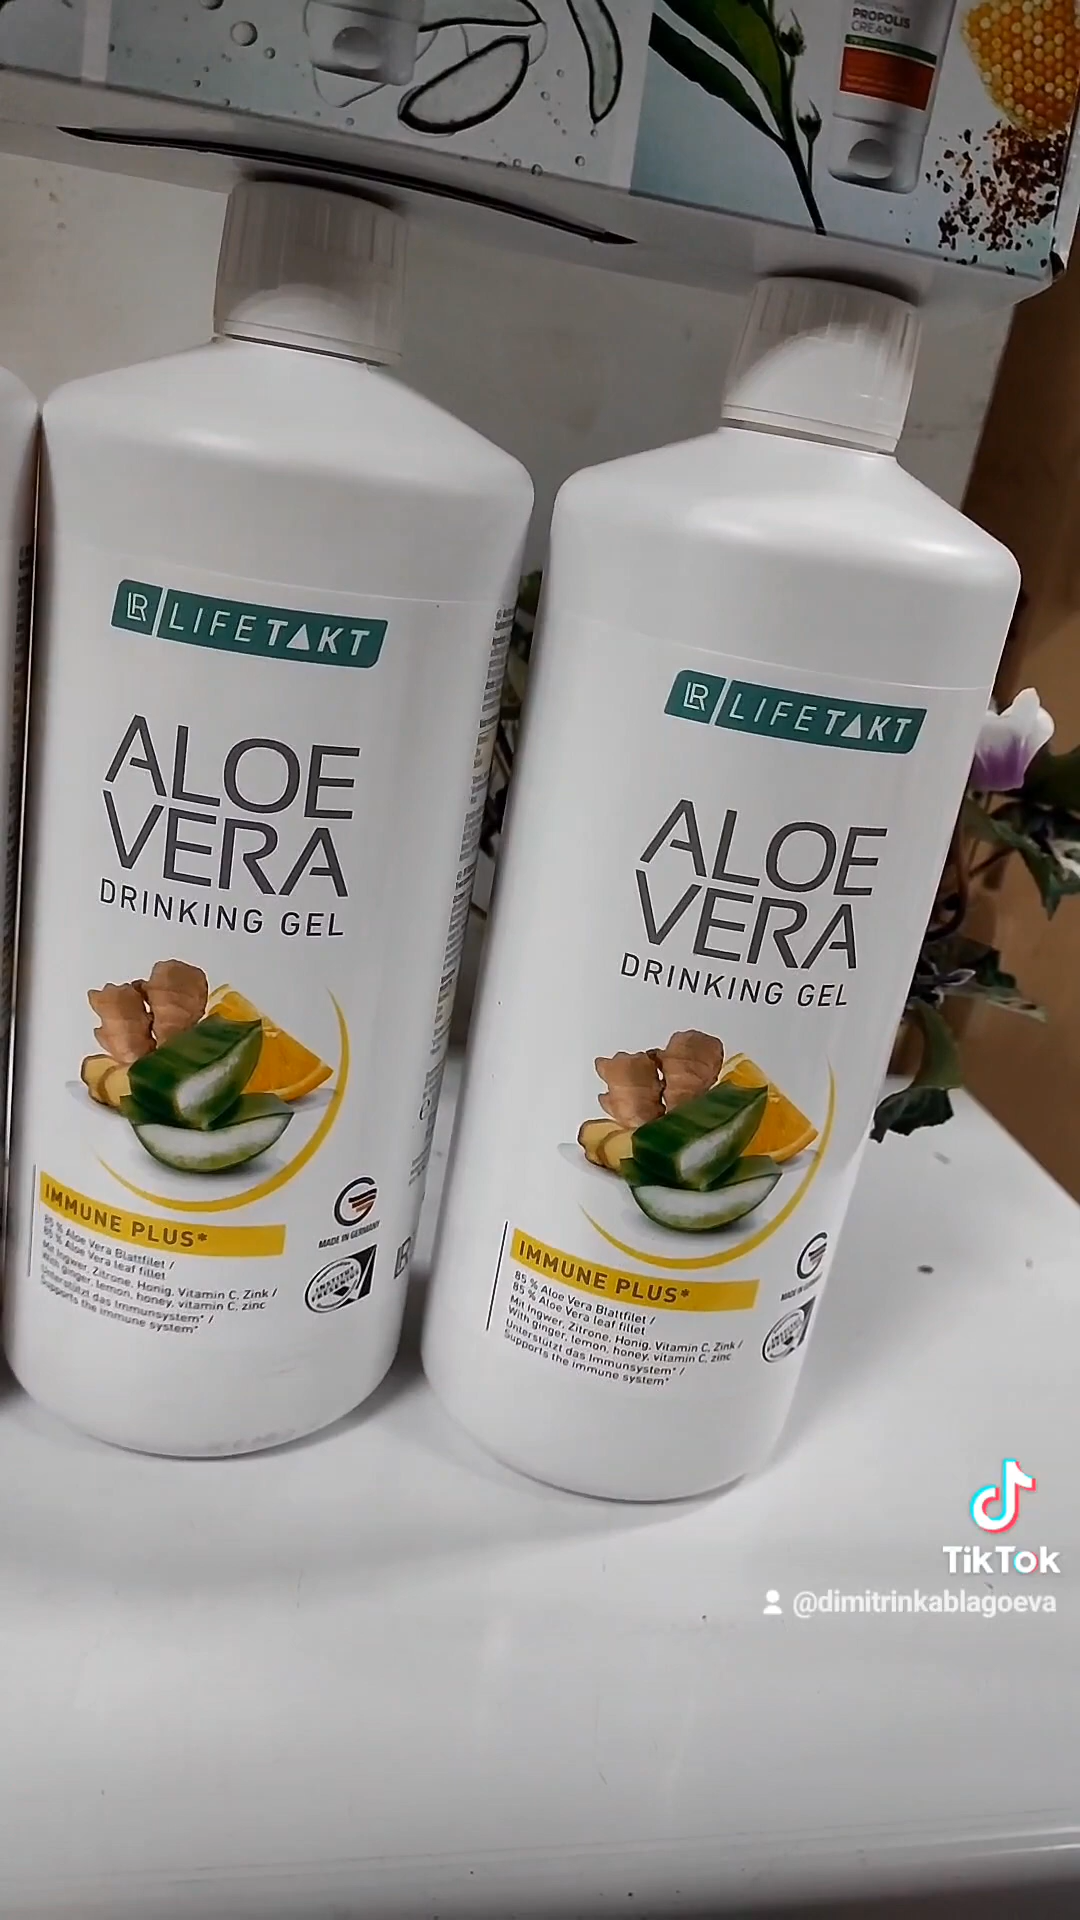 PROPOLIS
CREAM
LR LIFETAKT
ALOE
VERA
DRINKING GEL
IMMUNE PLUS*
85 % Aloe Vera Blattfilet /
85 % Aloe Vera leaf fillet
Mit Ingwer, Zitrone, Honig, Vitamin C, Zink /
With ginger, lemon, honey, vitamin C, zinc
Unterstützt das Immunsystem* /
Supports the immune system*
MADE IN GERMANY
LR
LR LIFETAKT
ALOE
VERA
DRINKING GEL
IMMUNE PLUS*
85 % Aloe Vera Blattfilet /
85 % Aloe Vera leaf fillet
Mit Ingwer, Zitrone, Honig, Vitamin C, Zink /
With ginger, lemon, honey, vitamin C, zinc
Unterstützt das Immunsystem* /
Supports the immune system*
MADE IN
TikTok
@dimitrinkablagoeva